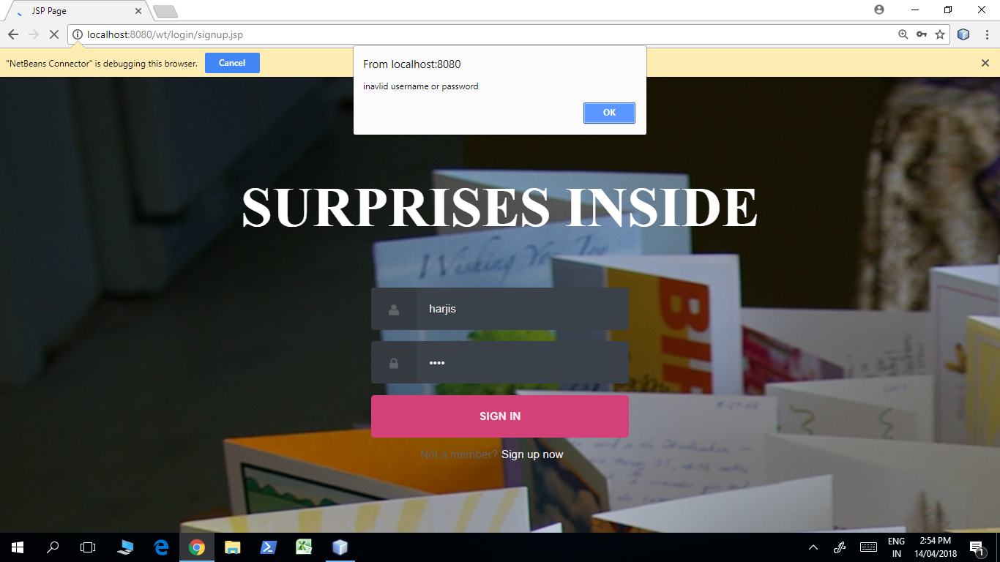 JSP Page
localhost:8080/wt/login/signup.jsp
"NetBeans Connector" is debugging this browser.
Cancel
From localhost:8080
inavlid username or password
OK
SURPRISES INSIDE
Wishing You Joy
BI
harjis
••••
SIGN IN
Not a member? Sign up now
ENG
IN
2:54 PM
14/04/2018
1